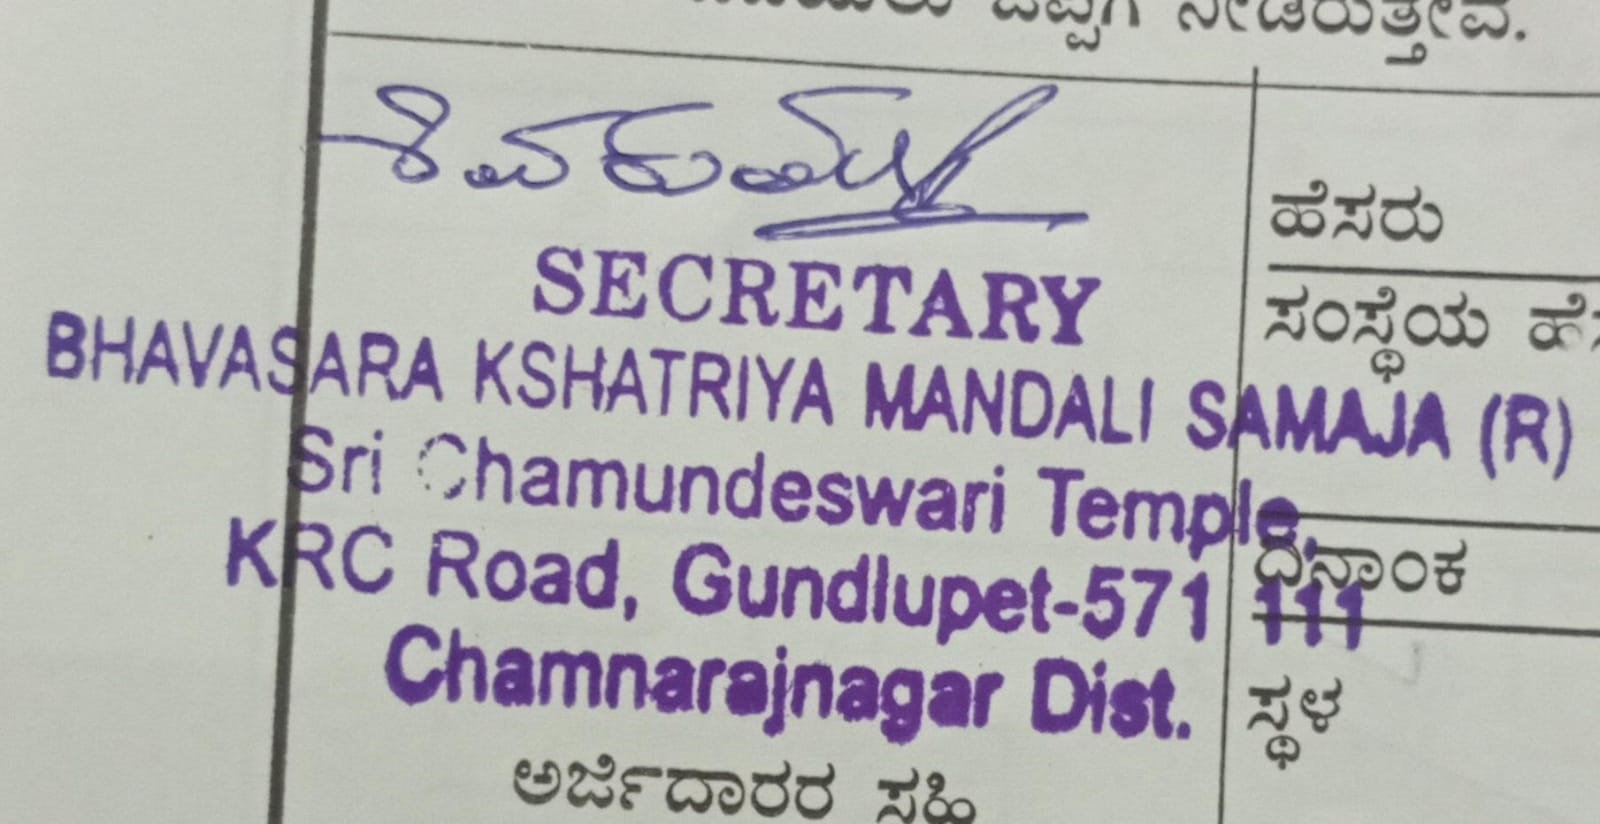 ನೀಡಿರುತ್ತೇವೆ.
ಶಿವಕುಮಾರ್
ಹೆಸರು
SECRETARY
ಸಂಸ್ಥೆಯ
BHAVASARA KSHATRIYA MANDALI SAMAJA (R)
Sri Chamundeswari Temple,
ದಿನಾಂಕ
KRC Road, Gundlupet-571 111
Chamnarajnagar Dist.
ಸ್ಥಳ
ಅರ್ಜಿದಾರರ ಸಹಿ